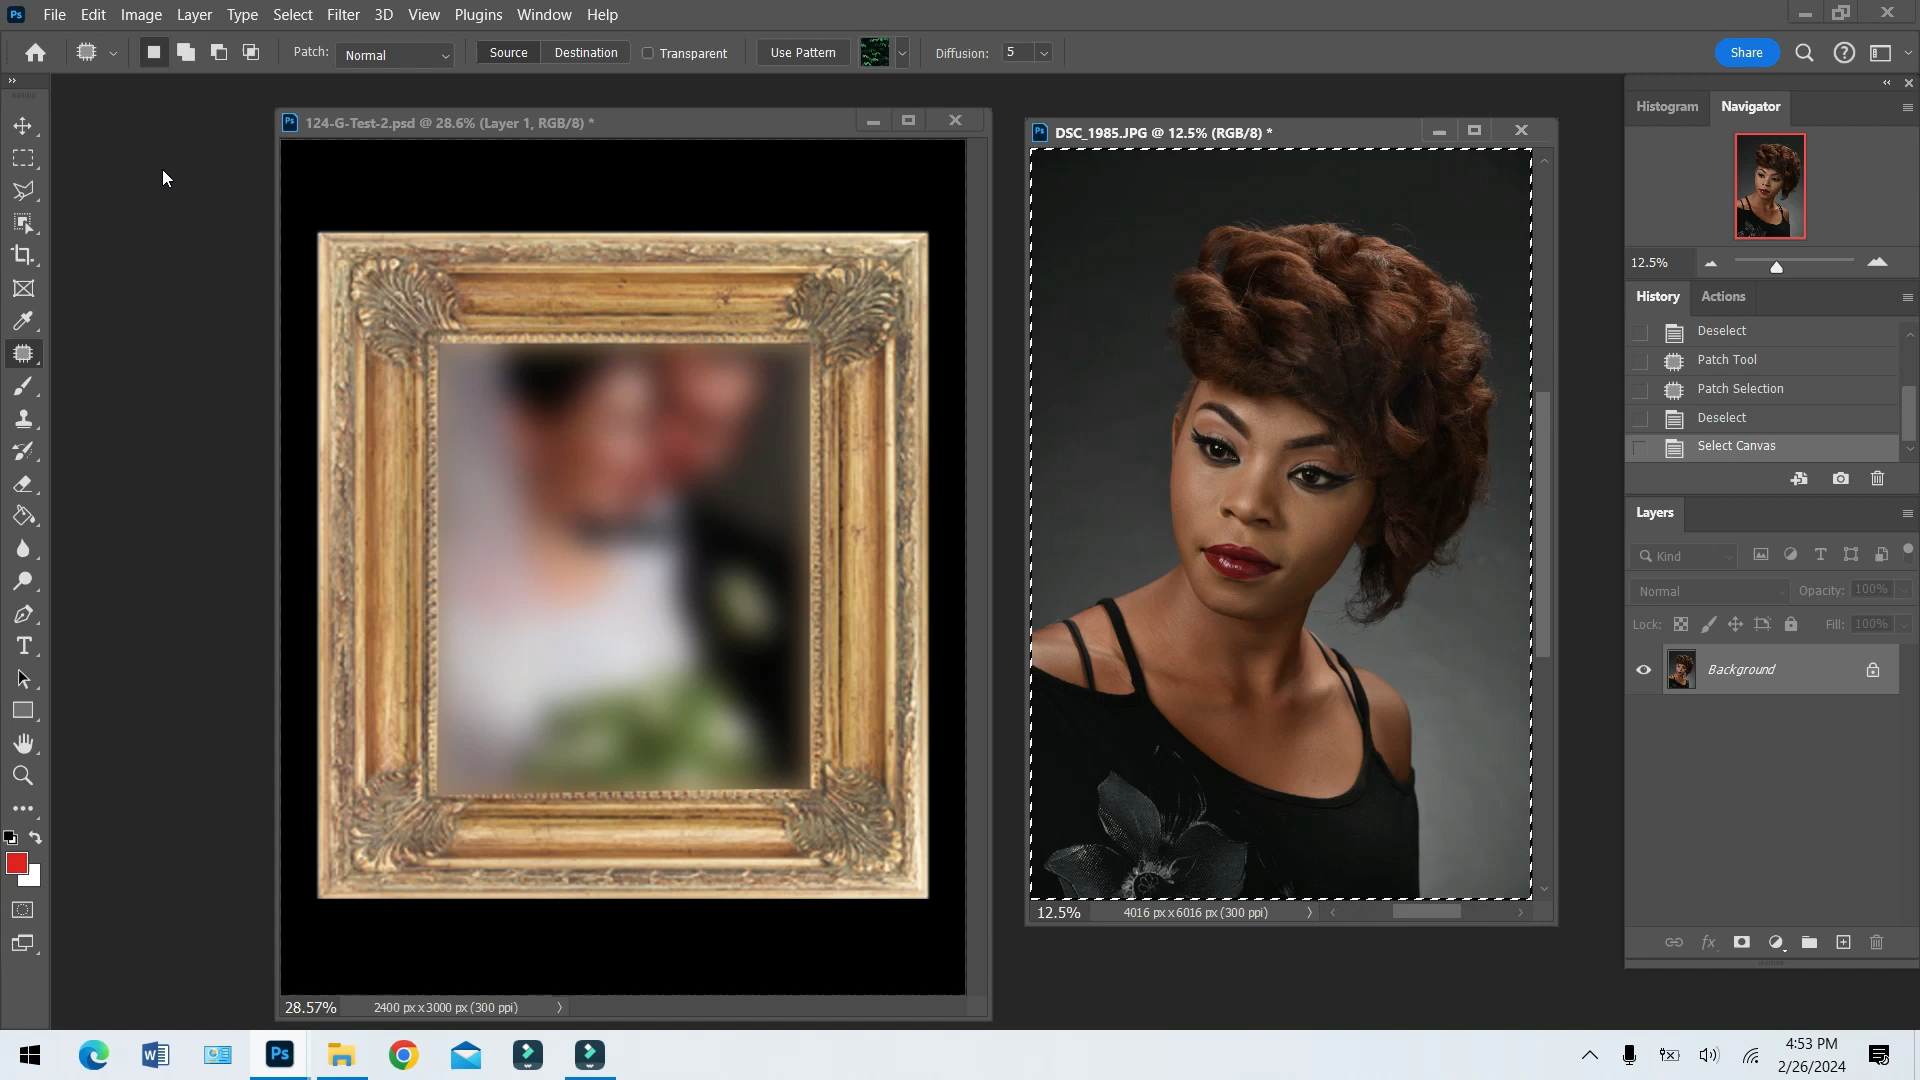 Ps File Edit Image Layer Type Select Filter 3D View Plugins Window Help
Patch: Normal Source Destination Transparent Use Pattern Diffusion: 5 Share
124-G-Test-2.psd @ 28.6% (Layer 1, RGB/8) *
DSC_1985.JPG @ 12.5% (RGB/8) *
Histogram Navigator
12.5%
History Actions
Deselect
Patch Tool
Patch Selection
Deselect
Select Canvas
Layers
Kind
Normal Opacity: 100%
Lock: Fill: 100%
Background
12.5% 4016 px x 6016 px (300 ppi)
28.57% 2400 px x 3000 px (300 ppi)
4:53 PM
2/26/2024